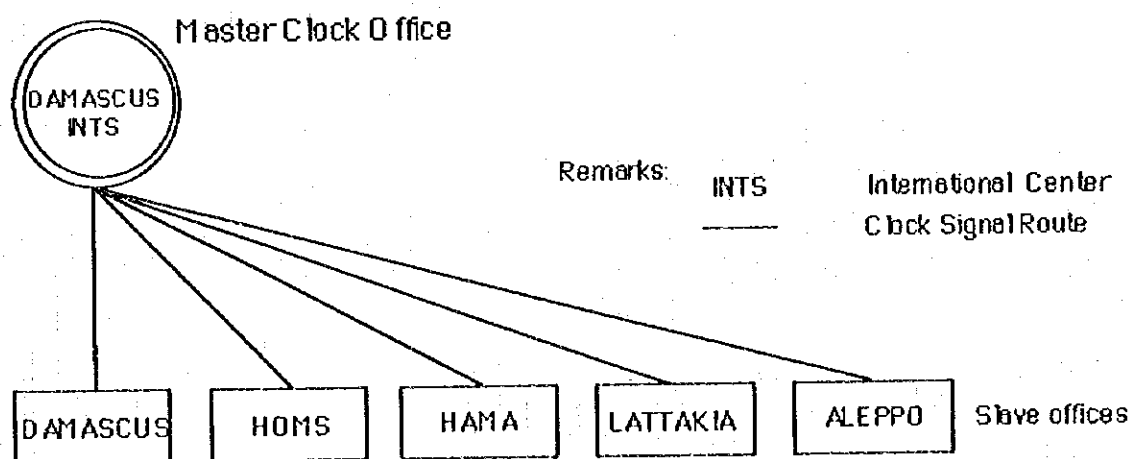 Master Clock Office
DAMASCUS
INTS
Remarks:
INTS International Center
Clock Signal Route
DAMASCUS
HOMS
HAMA
LATTAKIA
ALEPPO
Slave offices